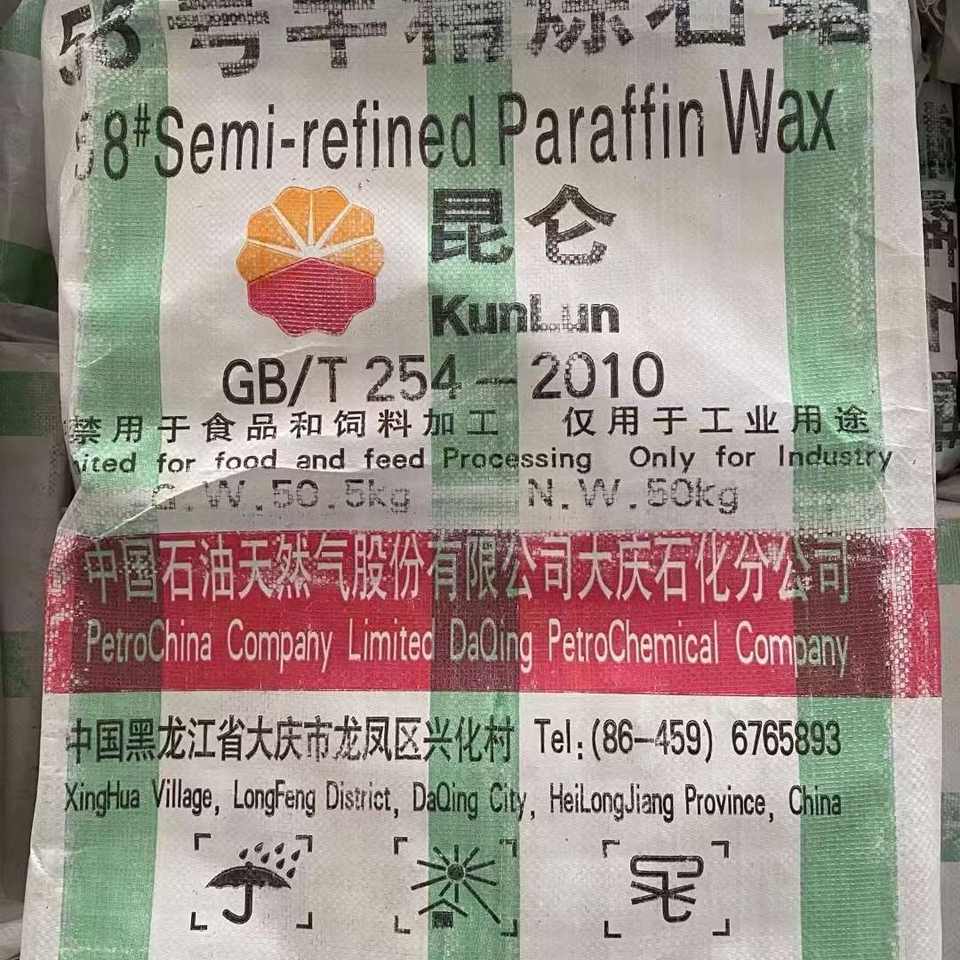 58号半精炼石蜡
58#Semi-refined Paraffin Wax
昆仑
KunLun
GB/T 254-2010
禁用于食品和饲料加工 仅用于工业用途
ited for food and feed Processing Only for Industry
G.W.50.5kg N.W.50kg
中国石油天然气股份有限公司大庆石化分公司
PetroChina Company Limited DaQing PetroChemical Company
中国黑龙江省大庆市龙凤区兴化村 Tel:(86-459) 6765893
XingHua Village, LongFeng District, DaQing City, HeiLongJiang Province, China